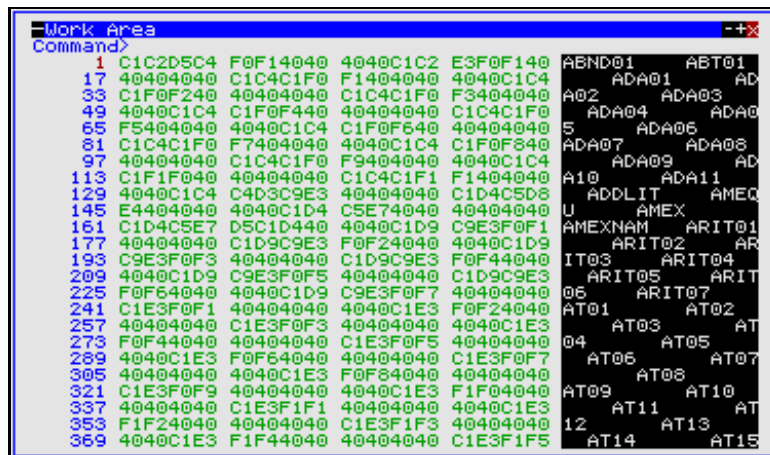 Work Area -+x
Command>
1 C1C2D5C4 F0F14040 4040C1C2 E3F0F140 ABND01    ABT01
17 40404040 C1C4C1F0 F1404040 4040C1C4     ADA01     AD
33 C1F0F240 40404040 C1C4C1F0 F3404040 A02     ADA03
49 4040C1C4 C1F0F440 40404040 C1C4C1F0   ADA04     ADA0
65 F5404040 4040C1C4 C1F0F640 40404040 5     ADA06
81 C1C4C1F0 F7404040 4040C1C4 C1F0F840 ADA07     ADA08
97 40404040 C1C4C1F0 F9404040 4040C1C4     ADA09     AD
113 C1F1F040 40404040 C1C4C1F1 F1404040 A10     ADA11
129 4040C1C4 C4D3C9E3 40404040 C1D4C5D8   ADDLIT    AMEQ
145 E4404040 4040C1D4 C5E74040 40404040 U     AMEX
161 C1D4C5E7 D5C1D440 4040C1D9 C9E3F0F1 AMEXNAM   ARIT01
177 40404040 C1D9C9E3 F0F24040 4040C1D9     ARIT02    AR
193 C9E3F0F3 40404040 C1D9C9E3 F0F44040 IT03    ARIT04
209 4040C1D9 C9E3F0F5 40404040 C1D9C9E3   ARIT05    ARIT
225 F0F64040 4040C1D9 C9E3F0F7 40404040 06    ARIT07
241 C1E3F0F1 40404040 4040C1E3 F0F24040 AT01      AT02
257 40404040 C1E3F0F3 40404040 4040C1E3     AT03      AT
273 F0F44040 40404040 C1E3F0F5 40404040 04      AT05
289 4040C1E3 F0F64040 40404040 C1E3F0F7   AT06      AT07
305 40404040 4040C1E3 F0F84040 40404040       AT08
321 C1E3F0F9 40404040 4040C1E3 F1F04040 AT09      AT10
337 40404040 C1E3F1F1 40404040 4040C1E3     AT11      AT
353 F1F24040 40404040 C1E3F1F3 40404040 12      AT13
369 4040C1E3 F1F44040 40404040 C1E3F1F5   AT14      AT15